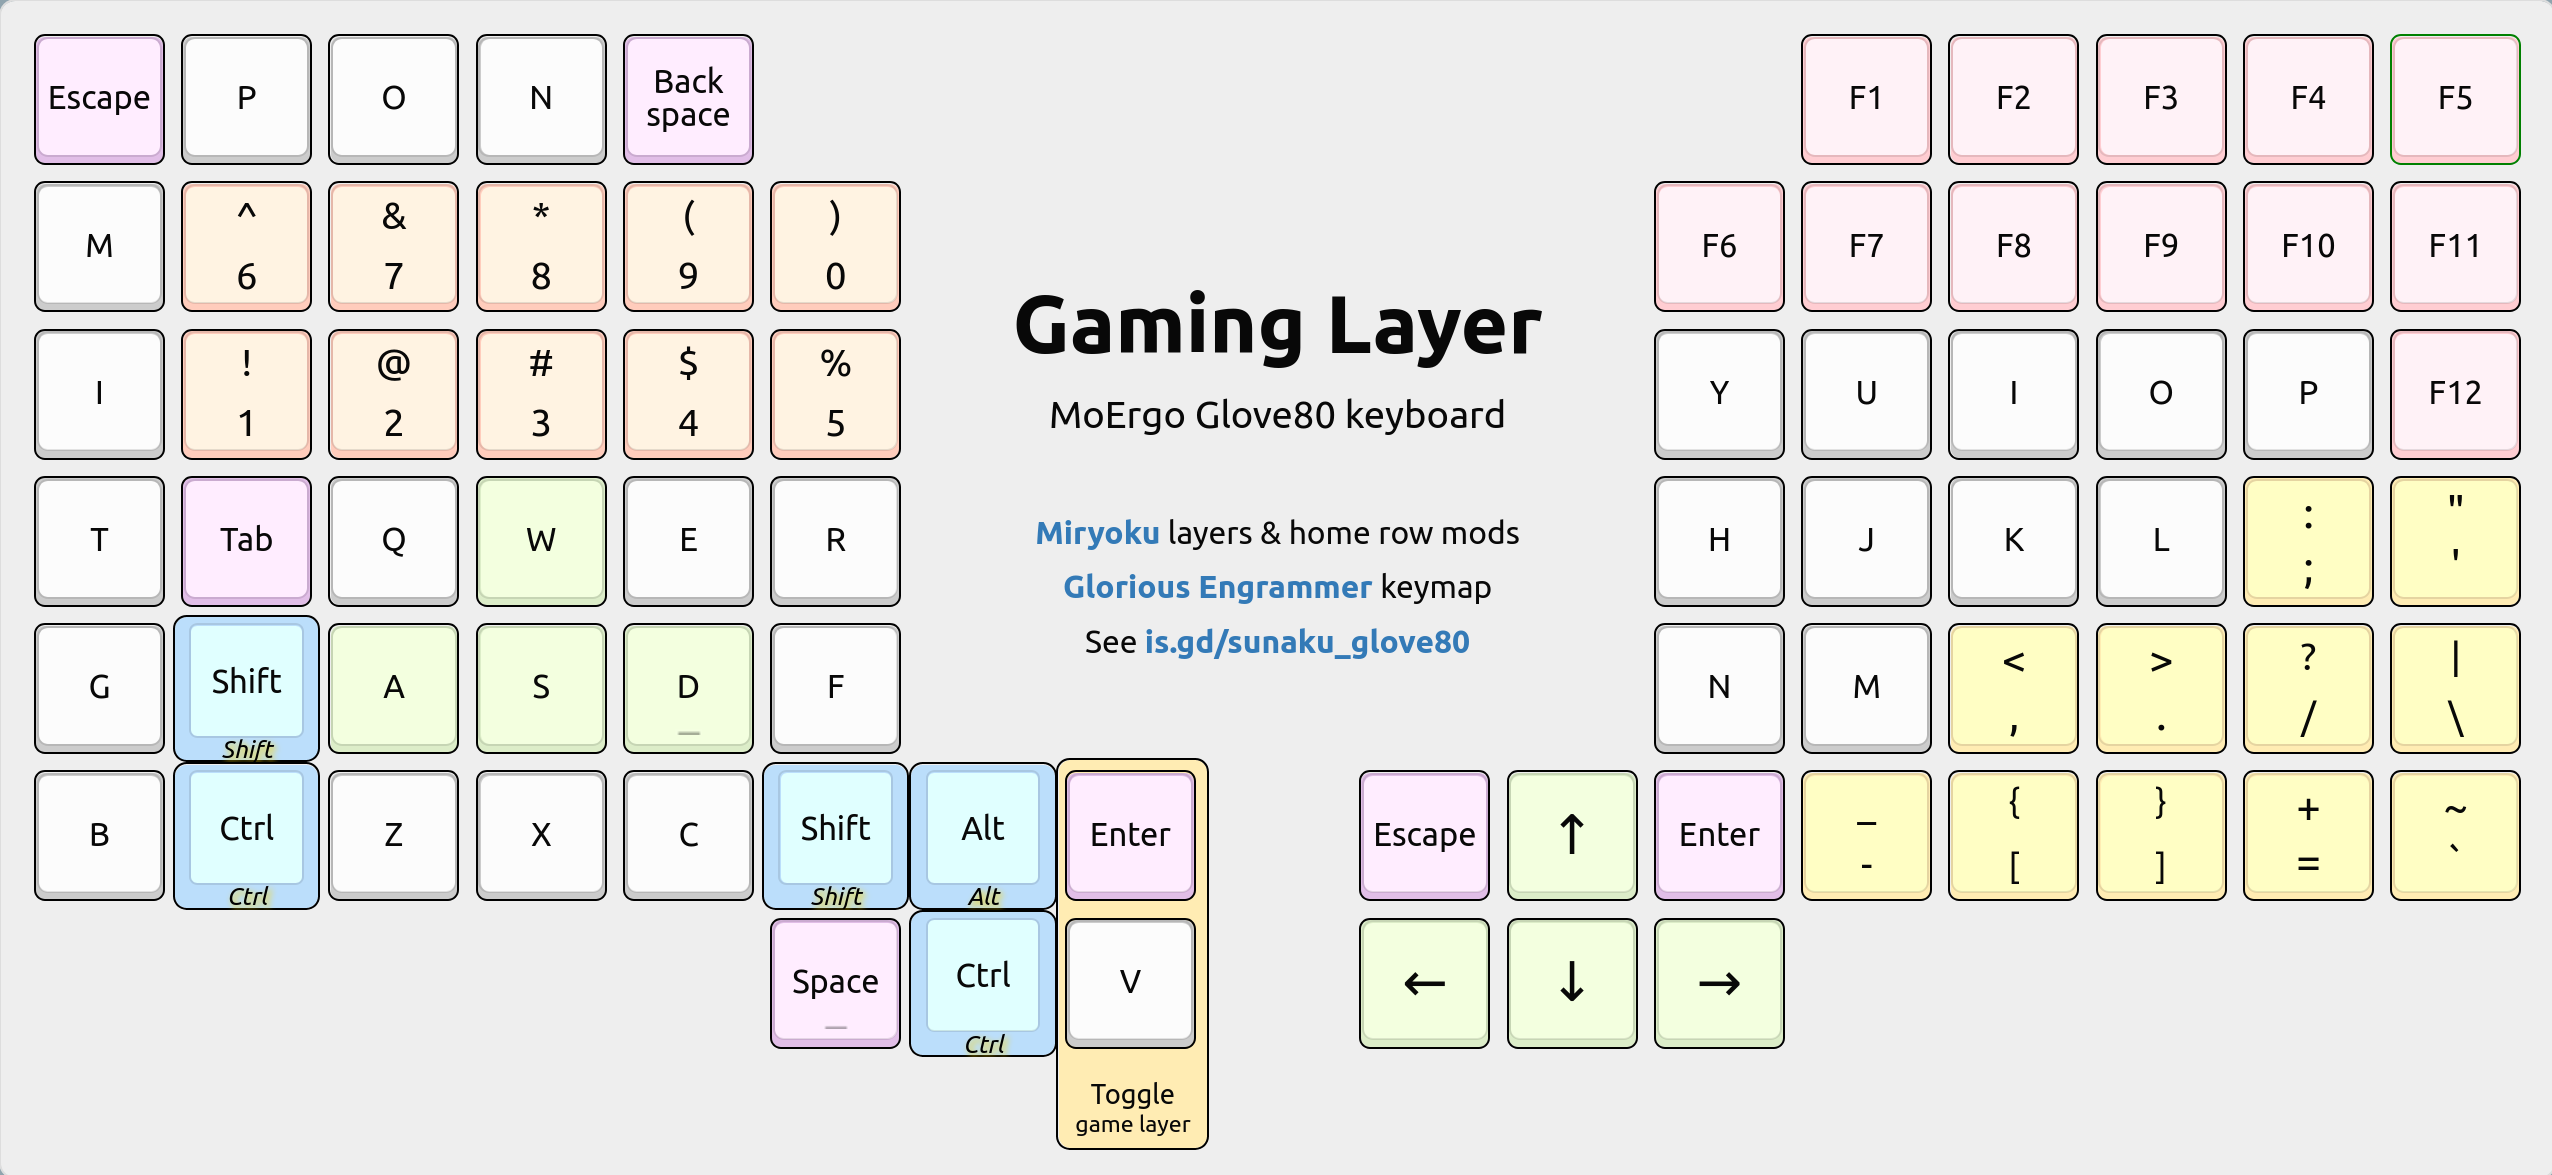 Escape P O N Back space F1 F2 F3 F4 F5
M ^ 6 & 7 * 8 ( 9 ) 0 F6 F7 F8 F9 F10 F11
Gaming Layer
I ! 1 @ 2 # 3 $ 4 % 5 Y U I O P F12
MoErgo Glove80 keyboard
T Tab Q W E R H J K L : ; " '
Miryoku layers & home row mods
Glorious Engrammer keymap
See is.gd/sunaku_glove80
G Shift A S D _ F N M < , > . ? / | \
Shift
B Ctrl Z X C Shift Alt Enter Escape ↑ Enter _ - { [ } ] + = ~ `
Ctrl Shift Alt
Space _ Ctrl V ← ↓ →
Ctrl
Toggle
game layer